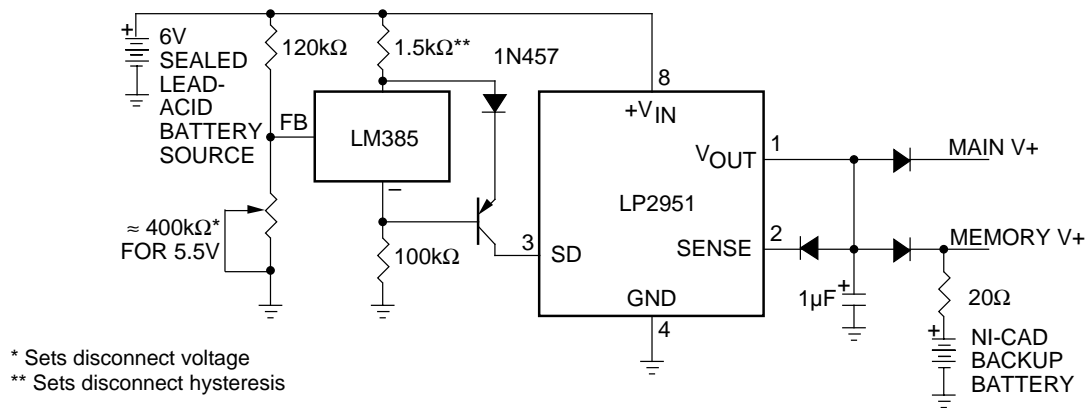 6V
SEALED
LEAD-
ACID
BATTERY
SOURCE
120kΩ
1.5kΩ**
1N457
FB
LM385
–
≈ 400kΩ*
FOR 5.5V
100kΩ
8
+VIN
VOUT
1
LP2951
3
SD
SENSE
2
GND
4
MAIN V+
MEMORY V+
+
1µF
20Ω
+
NI-CAD
BACKUP
BATTERY
+
* Sets disconnect voltage
** Sets disconnect hysteresis